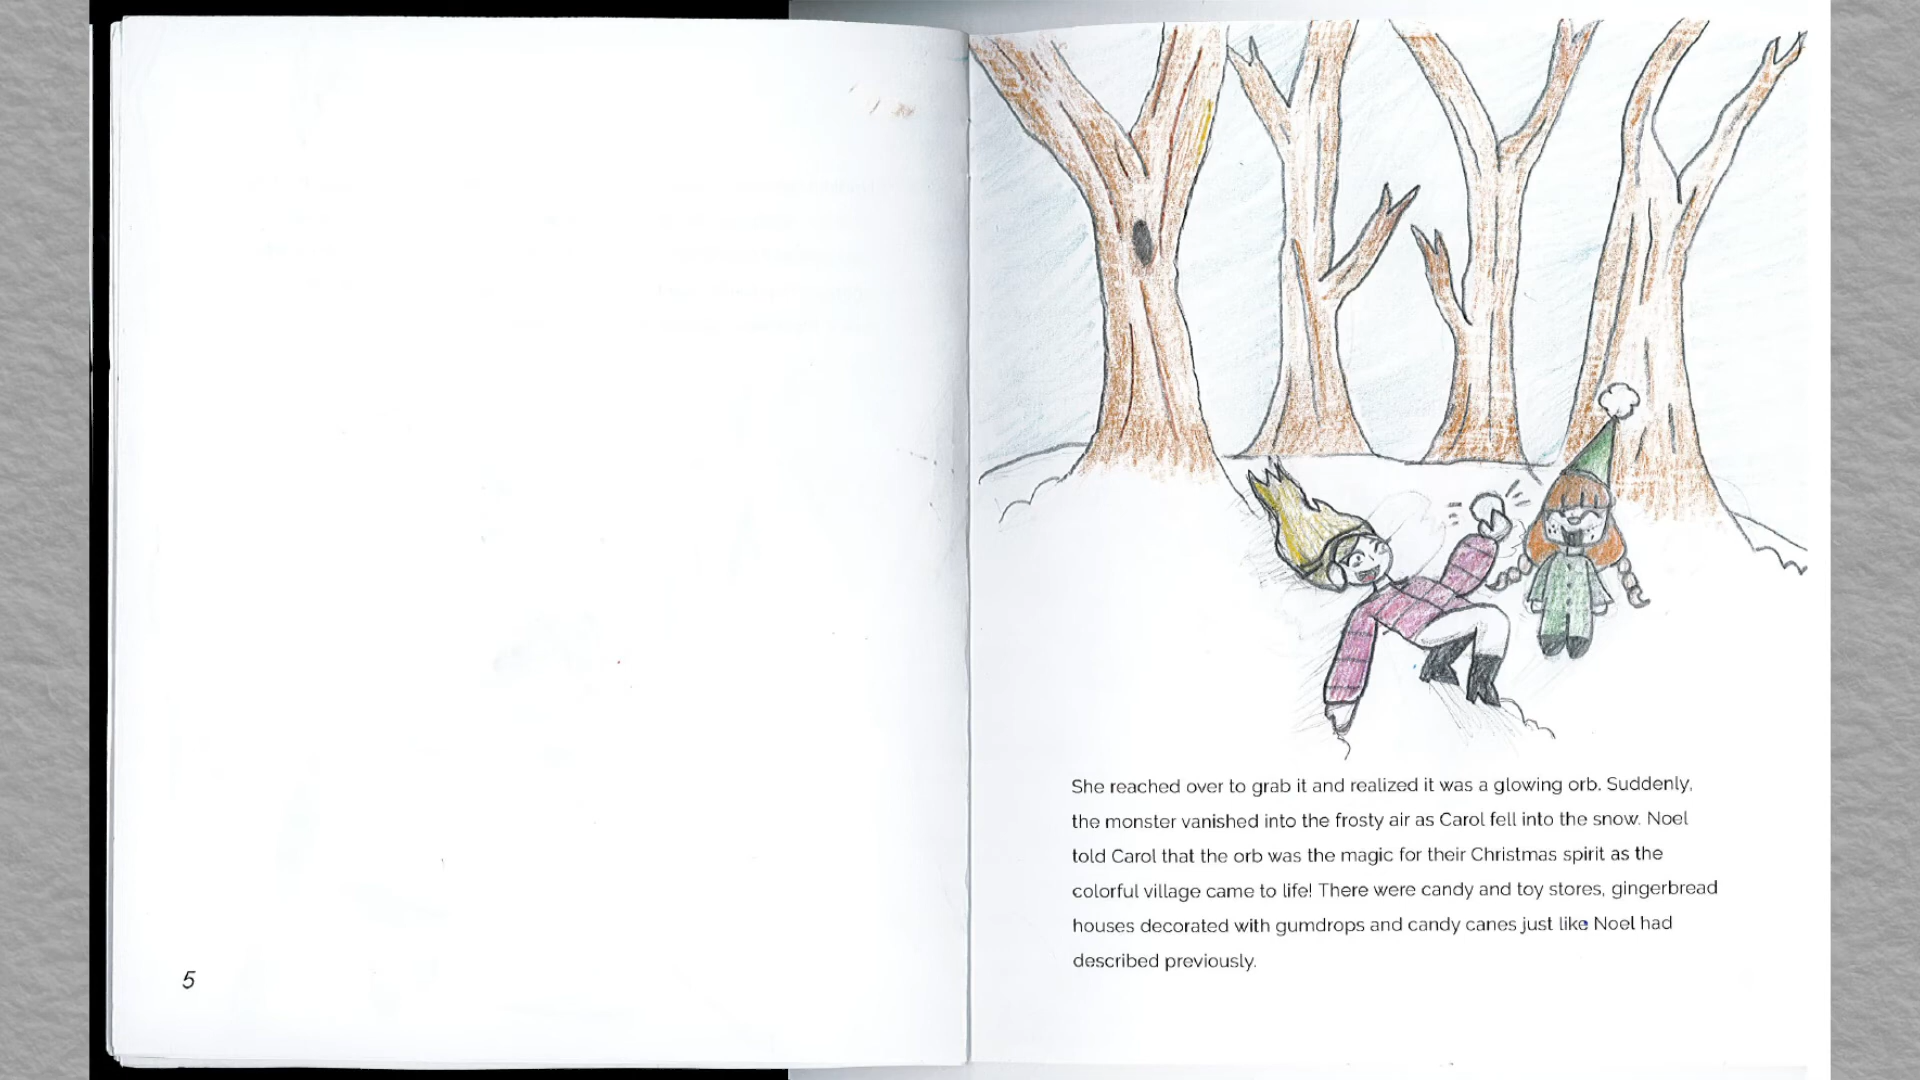 5
She reached over to grab it and realized it was a glowing orb. Suddenly,
the monster vanished into the frosty air as Carol fell into the snow. Noel
told Carol that the orb was the magic for their Christmas spirit as the
colorful village came to life! There were candy and toy stores, gingerbread
houses decorated with gumdrops and candy canes just like Noel had
described previously.